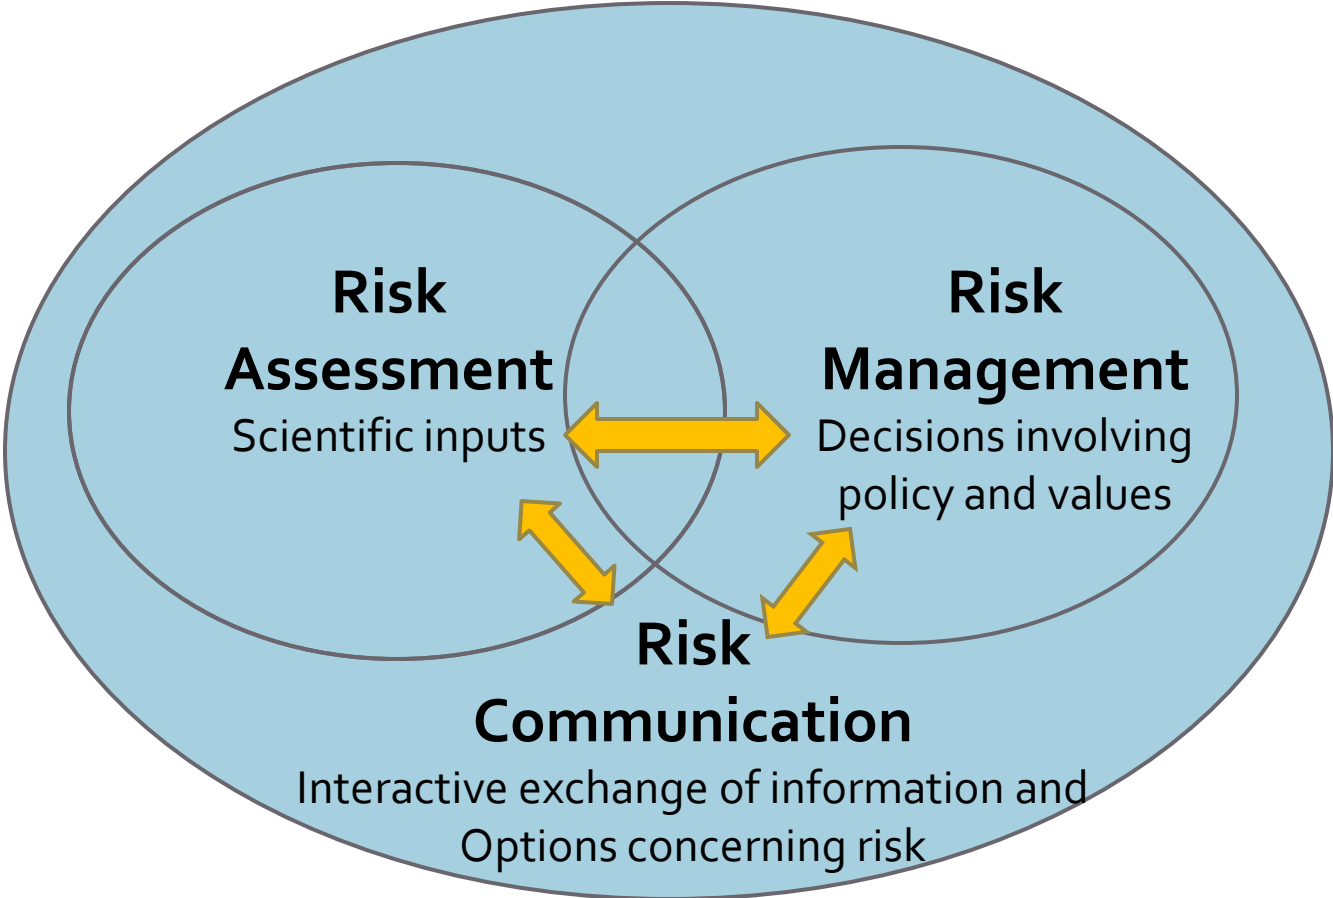 Risk
Assessment
Scientific inputs
Risk
Management
Decisions involving
policy and values
Risk
Communication
Interactive exchange of information and
Options concerning risk